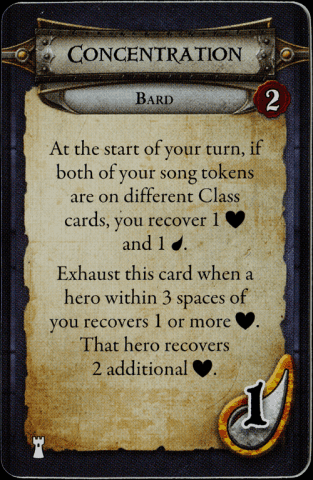 CONCENTRATION
BARD
2
At the start of your turn, if
both of your song tokens
are on different Class
cards, you recover 1
and 1 .
Exhaust this card when a
hero within 3 spaces of
you recovers 1 or more .
That hero recovers
2 additional .
1